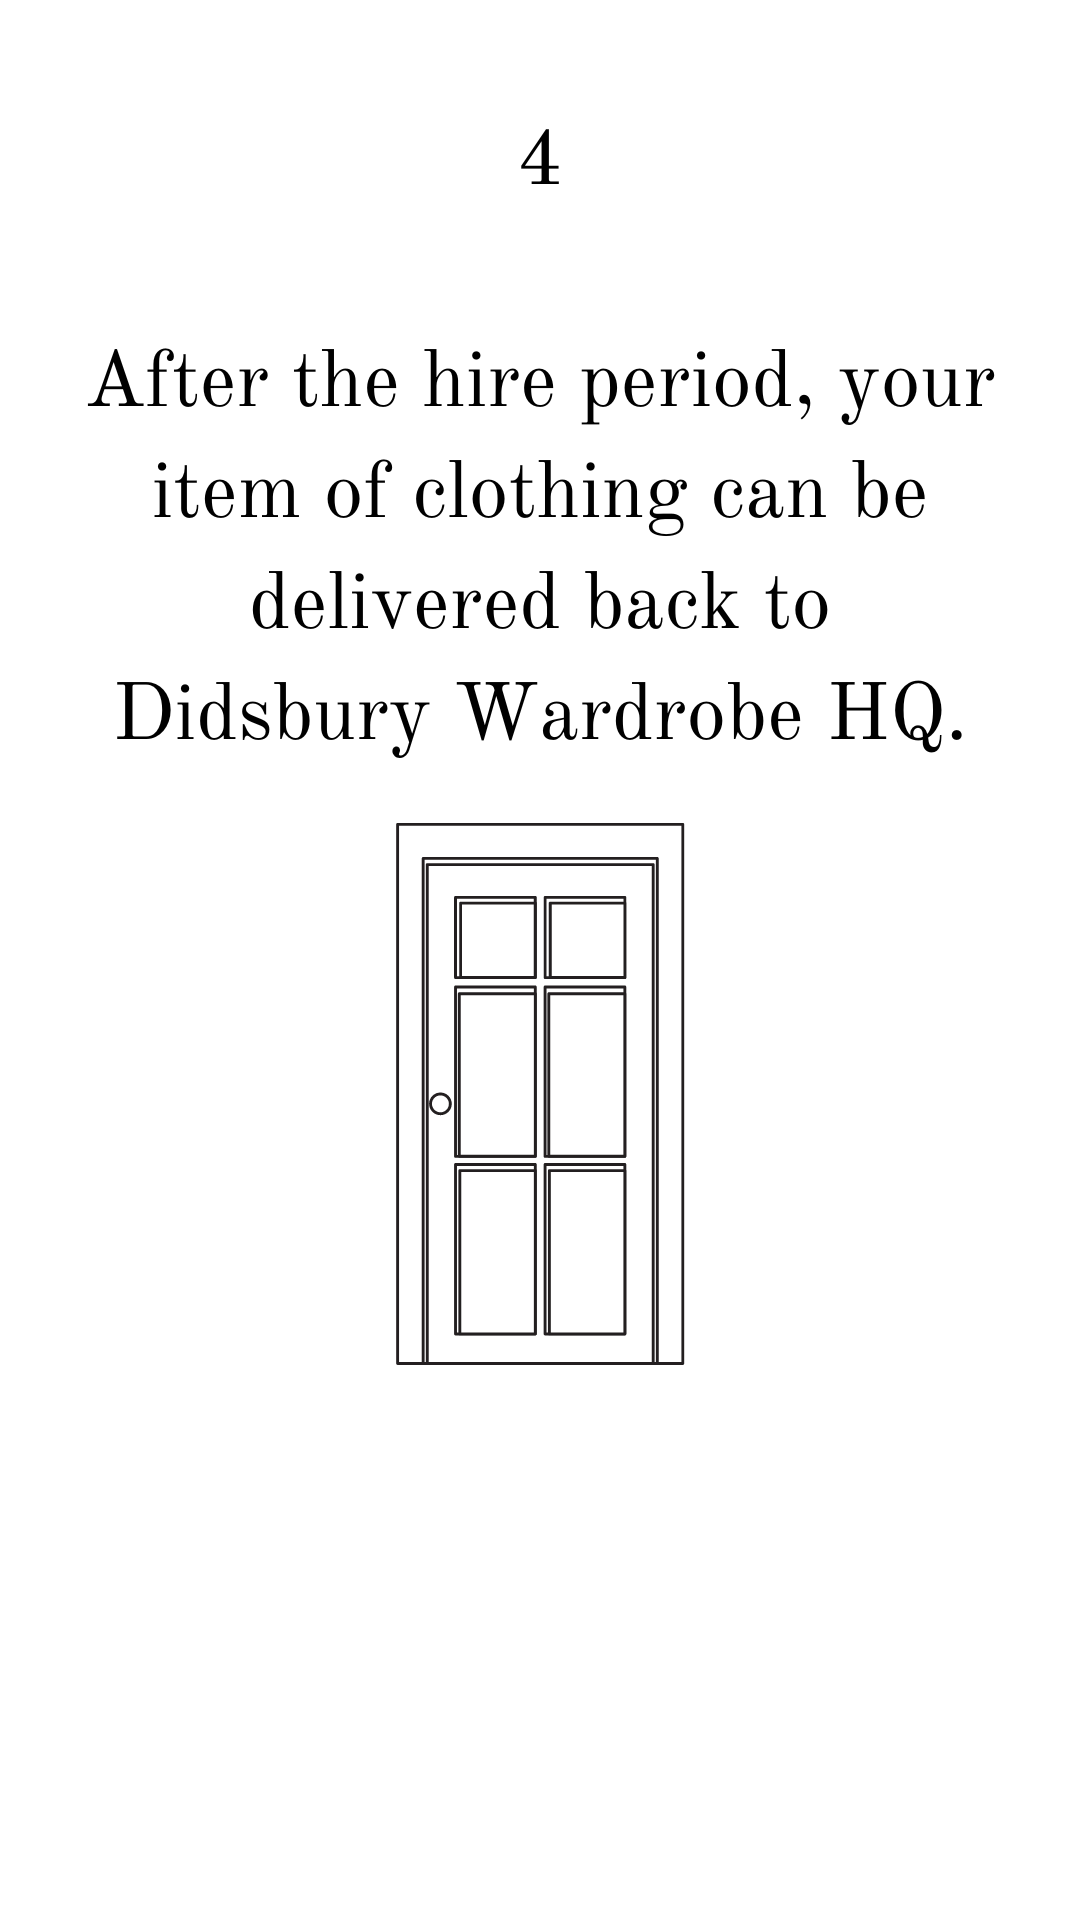 4
After the hire period, your
item of clothing can be
delivered back to
Didsbury Wardrobe HQ.